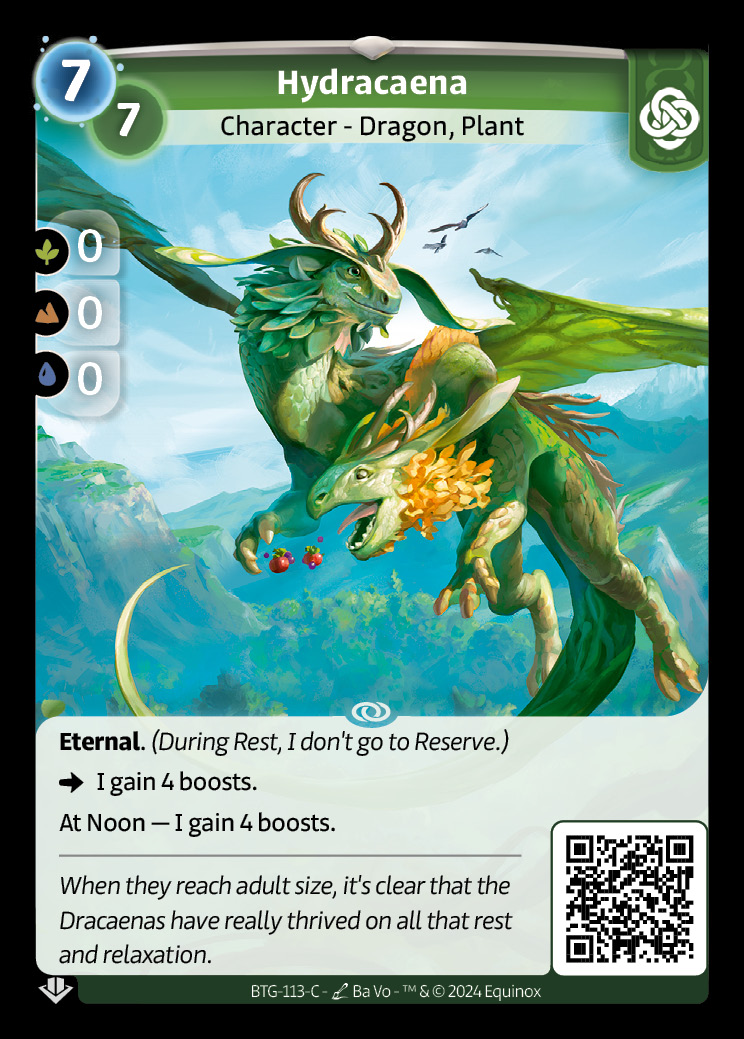 7
Hydracaena
7
Character - Dragon, Plant
0
0
0
Eternal. (During Rest, I don't go to Reserve.)
I gain 4 boosts.
At Noon — I gain 4 boosts.
When they reach adult size, it's clear that the
Dracaenas have really thrived on all that rest
and relaxation.
BTG-113-C - Ba Vo - ™ & © 2024 Equinox